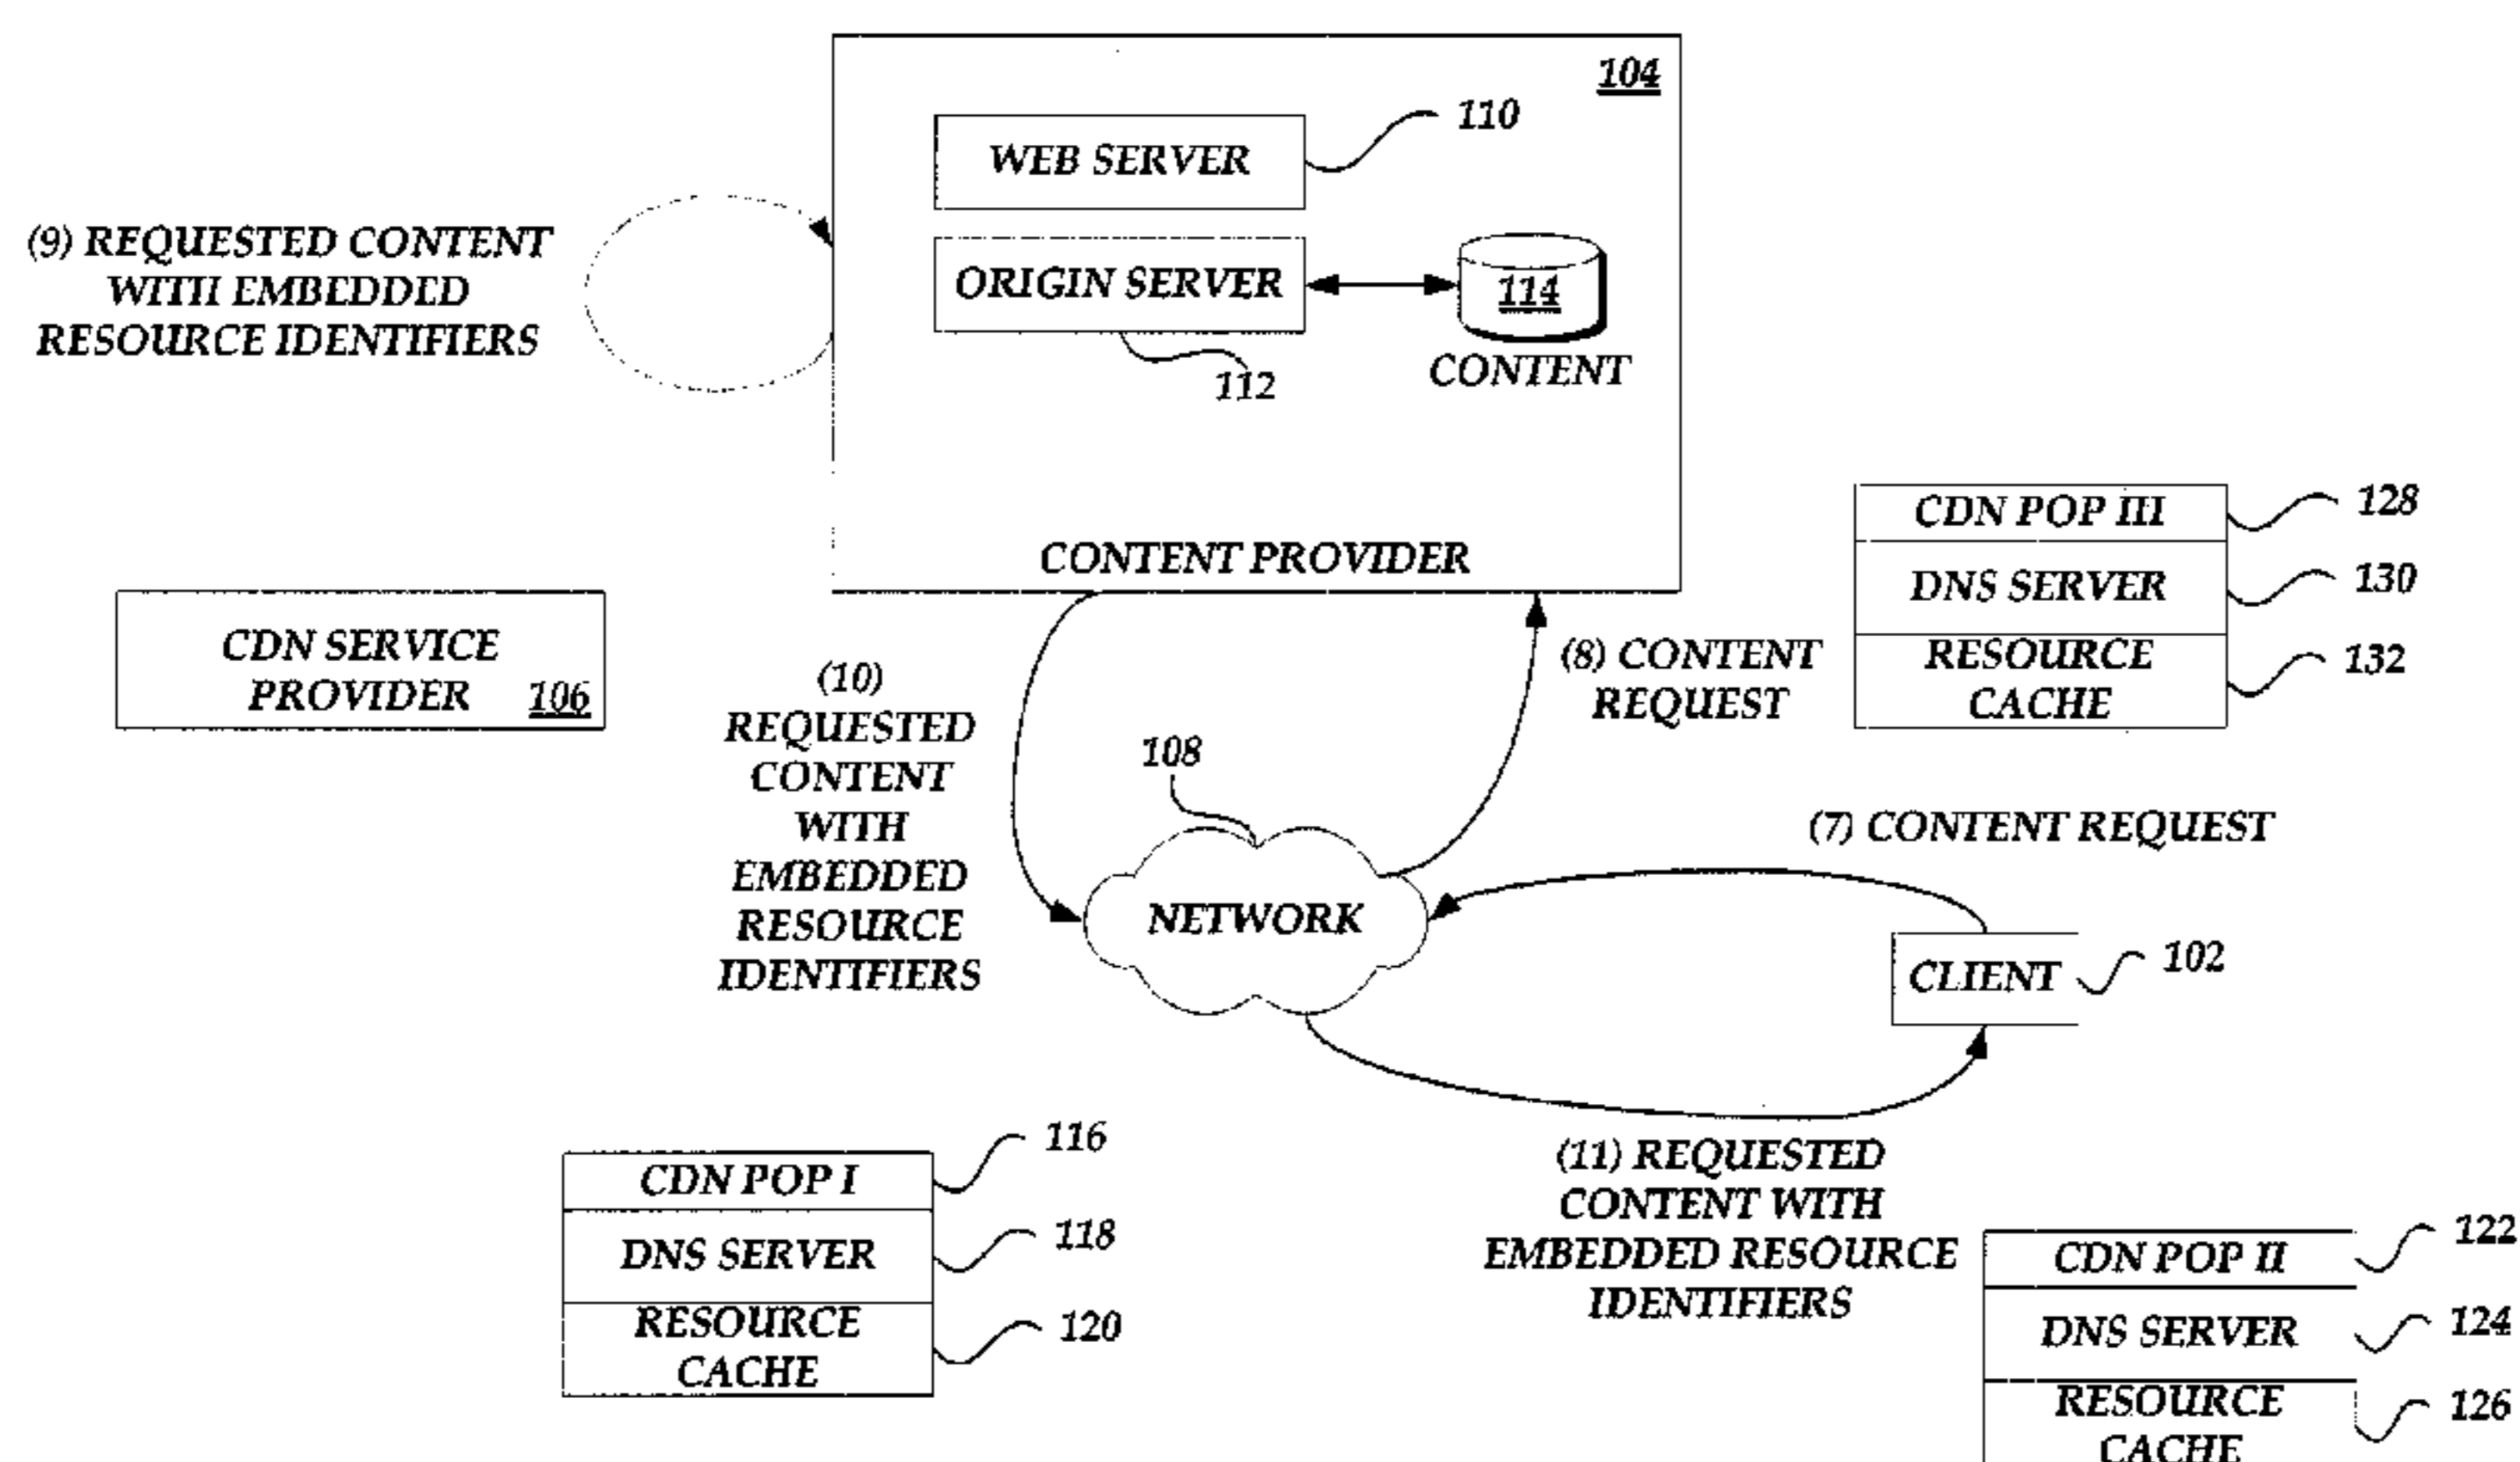 104
110
WEB SERVER
(9) REQUESTED CONTENT
WITH EMBEDDED
RESOURCE IDENTIFIERS
ORIGIN SERVER
114
CONTENT
112
CONTENT PROVIDER
CDN POP III
128
DNS SERVER
130
RESOURCE
CACHE
132
CDN SERVICE
PROVIDER
106
(10)
REQUESTED
CONTENT
WITH
EMBEDDED
RESOURCE
IDENTIFIERS
(8) CONTENT
REQUEST
108
NETWORK
(7) CONTENT REQUEST
CLIENT
102
CDN POP I
116
DNS SERVER
118
RESOURCE
CACHE
120
(11) REQUESTED
CONTENT WITH
EMBEDDED RESOURCE
IDENTIFIERS
CDN POP II
122
DNS SERVER
124
RESOURCE
CACHE
126